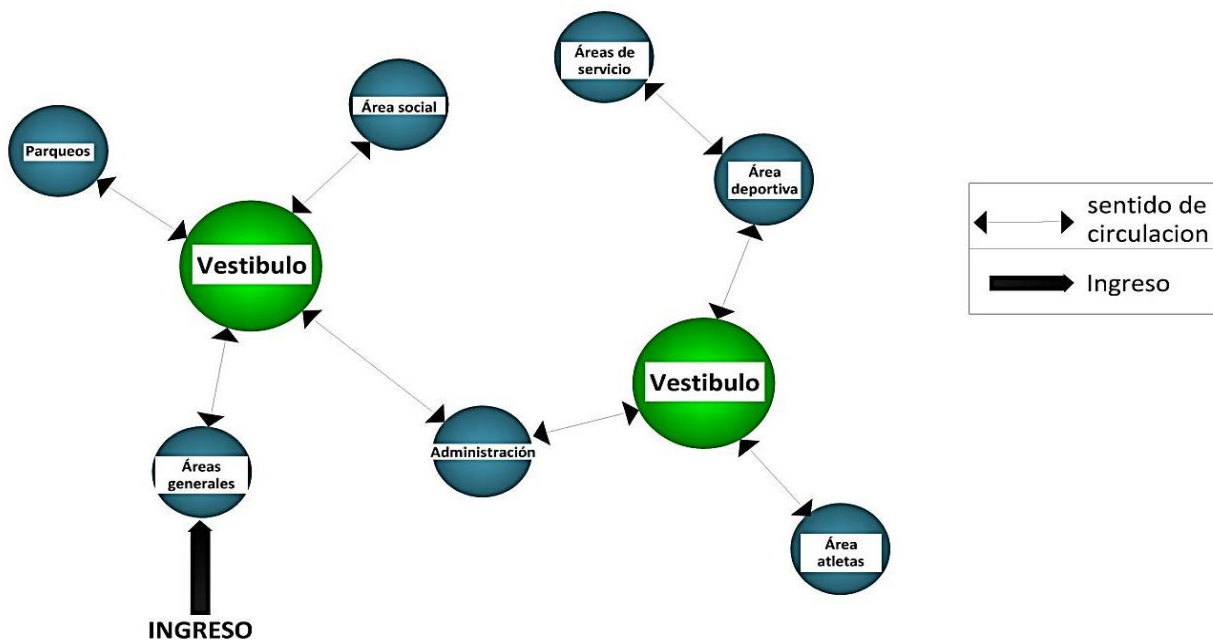 Áreas de
servicio
Área social
Parqueos
Área
deportiva
Vestibulo
sentido de
circulacion
Ingreso
Vestibulo
Administración
Áreas
generales
Área
atletas
INGRESO